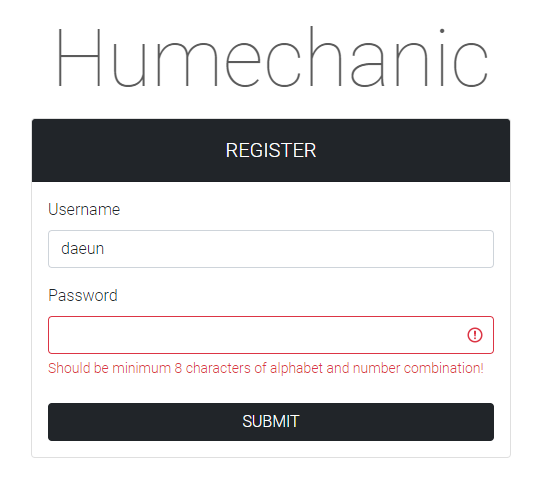 Humechanic
REGISTER
Username
daeun
Password
Should be minimum 8 characters of alphabet and number combination!
SUBMIT